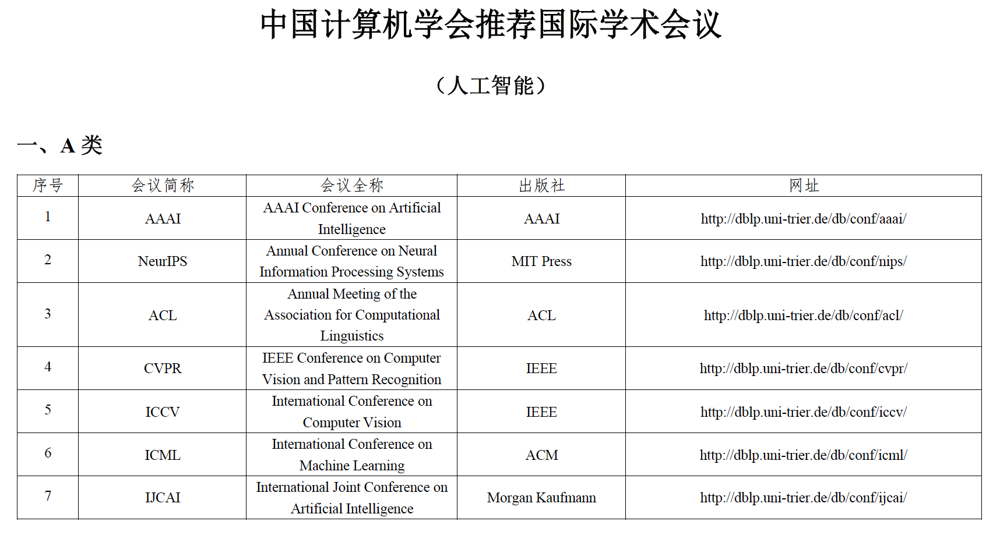 中国计算机学会推荐国际学术会议
（人工智能）
一、A 类
序号 会议简称 会议全称 出版社 网址
1 AAAI AAAI Conference on Artificial
Intelligence AAAI http://dblp.uni-trier.de/db/conf/aaai/
2 NeurIPS Annual Conference on Neural
Information Processing Systems MIT Press http://dblp.uni-trier.de/db/conf/nips/
3 ACL Annual Meeting of the
Association for Computational
Linguistics ACL http://dblp.uni-trier.de/db/conf/acl/
4 CVPR IEEE Conference on Computer
Vision and Pattern Recognition IEEE http://dblp.uni-trier.de/db/conf/cvpr/
5 ICCV International Conference on
Computer Vision IEEE http://dblp.uni-trier.de/db/conf/iccv/
6 ICML International Conference on
Machine Learning ACM http://dblp.uni-trier.de/db/conf/icml/
7 IJCAI International Joint Conference on
Artificial Intelligence Morgan Kaufmann http://dblp.uni-trier.de/db/conf/ijcai/